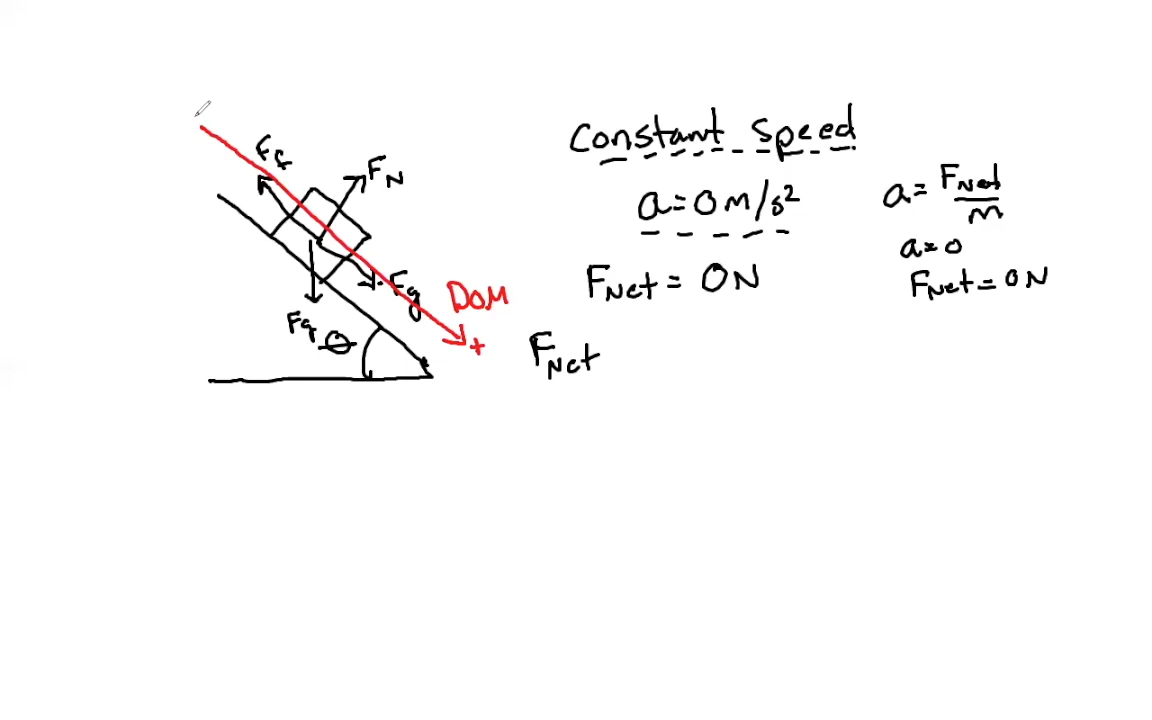 Constant Speed
Ff
FN
a = 0 m/s²
a = FNet/m
a = 0
FNet = 0 N
FNet = 0 N
Fg
DOM
+
Fg
θ
FNet